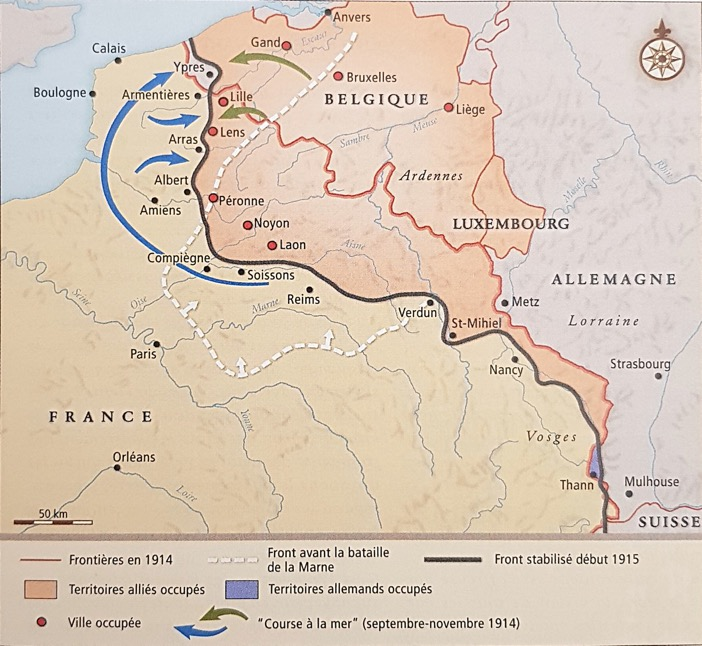 Anvers
Gand
Escaut
Calais
Ypres
Bruxelles
Boulogne
Armentières
Lille
BELGIQUE
Liège
Lens
Arras
Sambre
Meuse
Ardennes
Moselle
Rhin
Albert
Péronne
Amiens
Noyon
LUXEMBOURG
Laon
Aisne
Compiègne
Soissons
ALLEMAGNE
Seine
Oise
Marne
Reims
Verdun
Metz
St-Mihiel
Lorraine
Paris
Nancy
Strasbourg
FRANCE
Yonne
Vosges
Orléans
Loire
Thann
Mulhouse
50 km
SUISSE
Frontières en 1914
Front avant la bataille
de la Marne
Front stabilisé début 1915
Territoires alliés occupés
Territoires allemands occupés
Ville occupée
"Course à la mer" (septembre-novembre 1914)